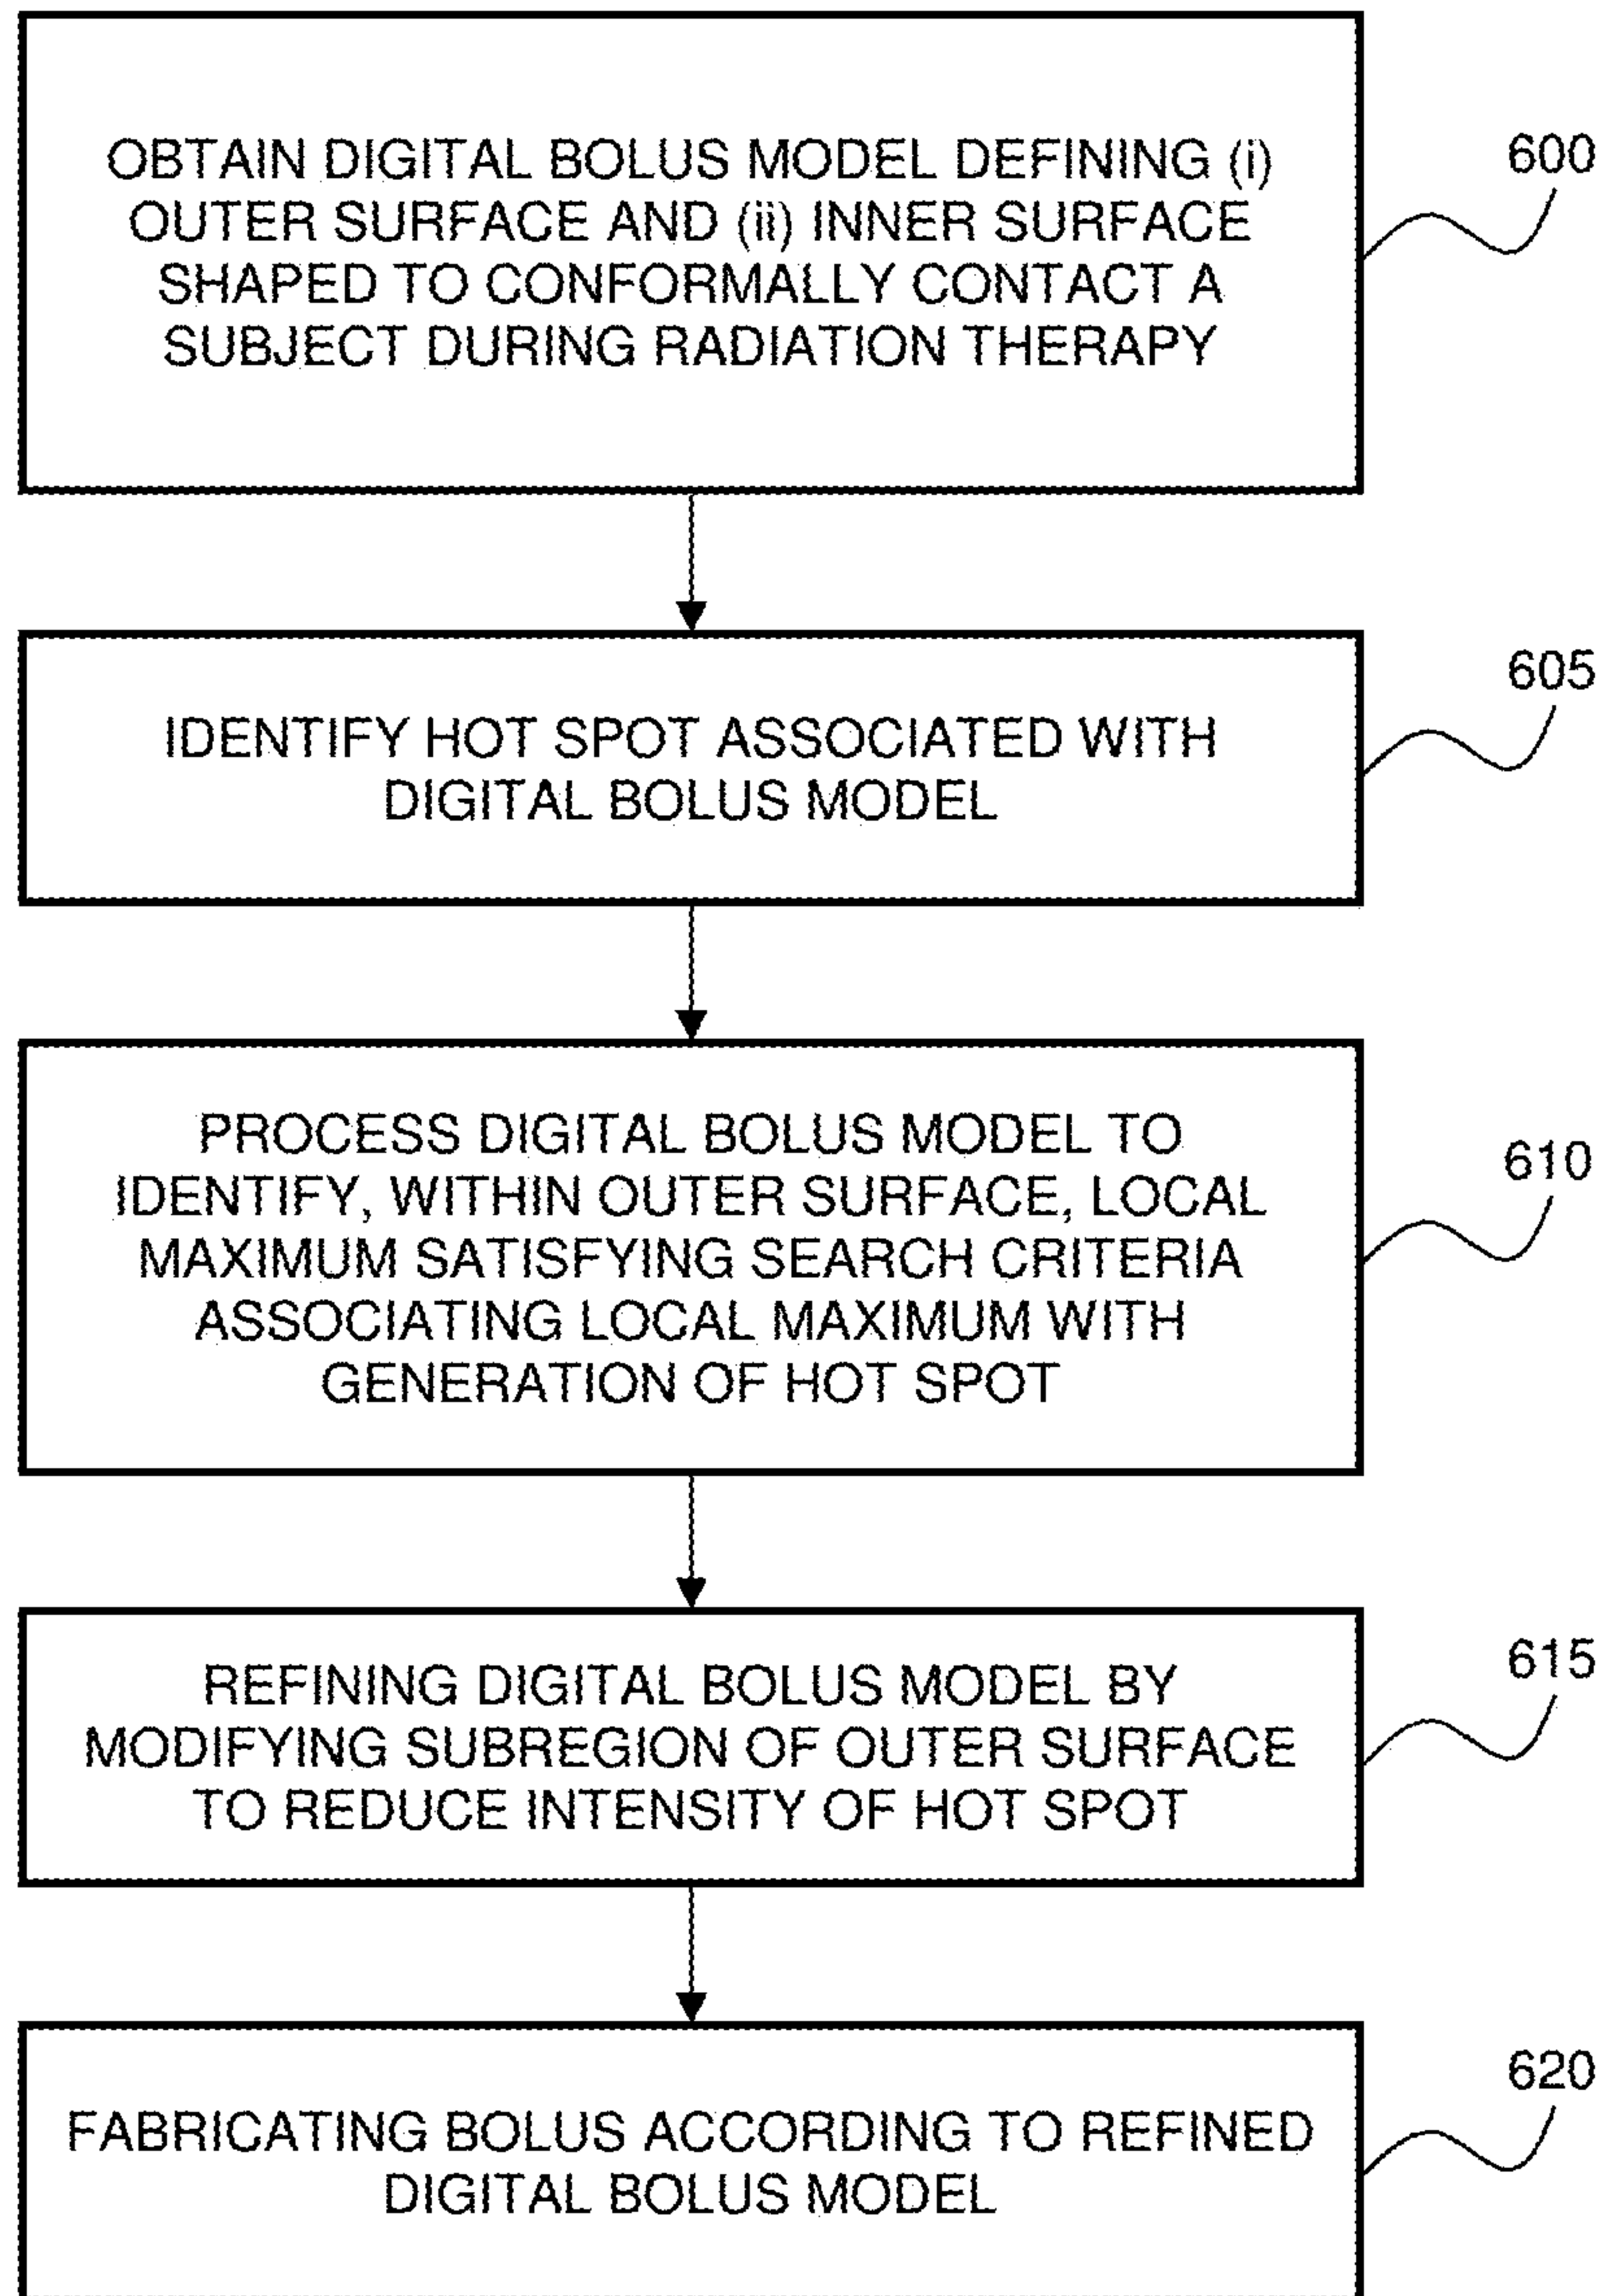 OBTAIN DIGITAL BOLUS MODEL DEFINING (i)
OUTER SURFACE AND (ii) INNER SURFACE
SHAPED TO CONFORMALLY CONTACT A
SUBJECT DURING RADIATION THERAPY
600
IDENTIFY HOT SPOT ASSOCIATED WITH
DIGITAL BOLUS MODEL
605
PROCESS DIGITAL BOLUS MODEL TO
IDENTIFY, WITHIN OUTER SURFACE, LOCAL
MAXIMUM SATISFYING SEARCH CRITERIA
ASSOCIATING LOCAL MAXIMUM WITH
GENERATION OF HOT SPOT
610
REFINING DIGITAL BOLUS MODEL BY
MODIFYING SUBREGION OF OUTER SURFACE
TO REDUCE INTENSITY OF HOT SPOT
615
FABRICATING BOLUS ACCORDING TO REFINED
DIGITAL BOLUS MODEL
620